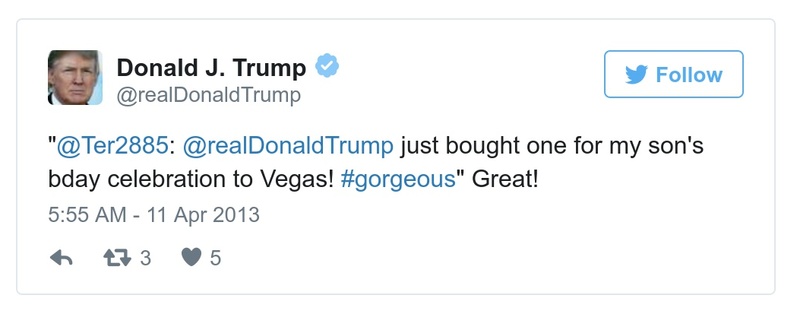 Donald J. Trump
@realDonaldTrump
Follow
"@Ter2885: @realDonaldTrump just bought one for my son's
bday celebration to Vegas! #gorgeous" Great!
5:55 AM - 11 Apr 2013
3 5